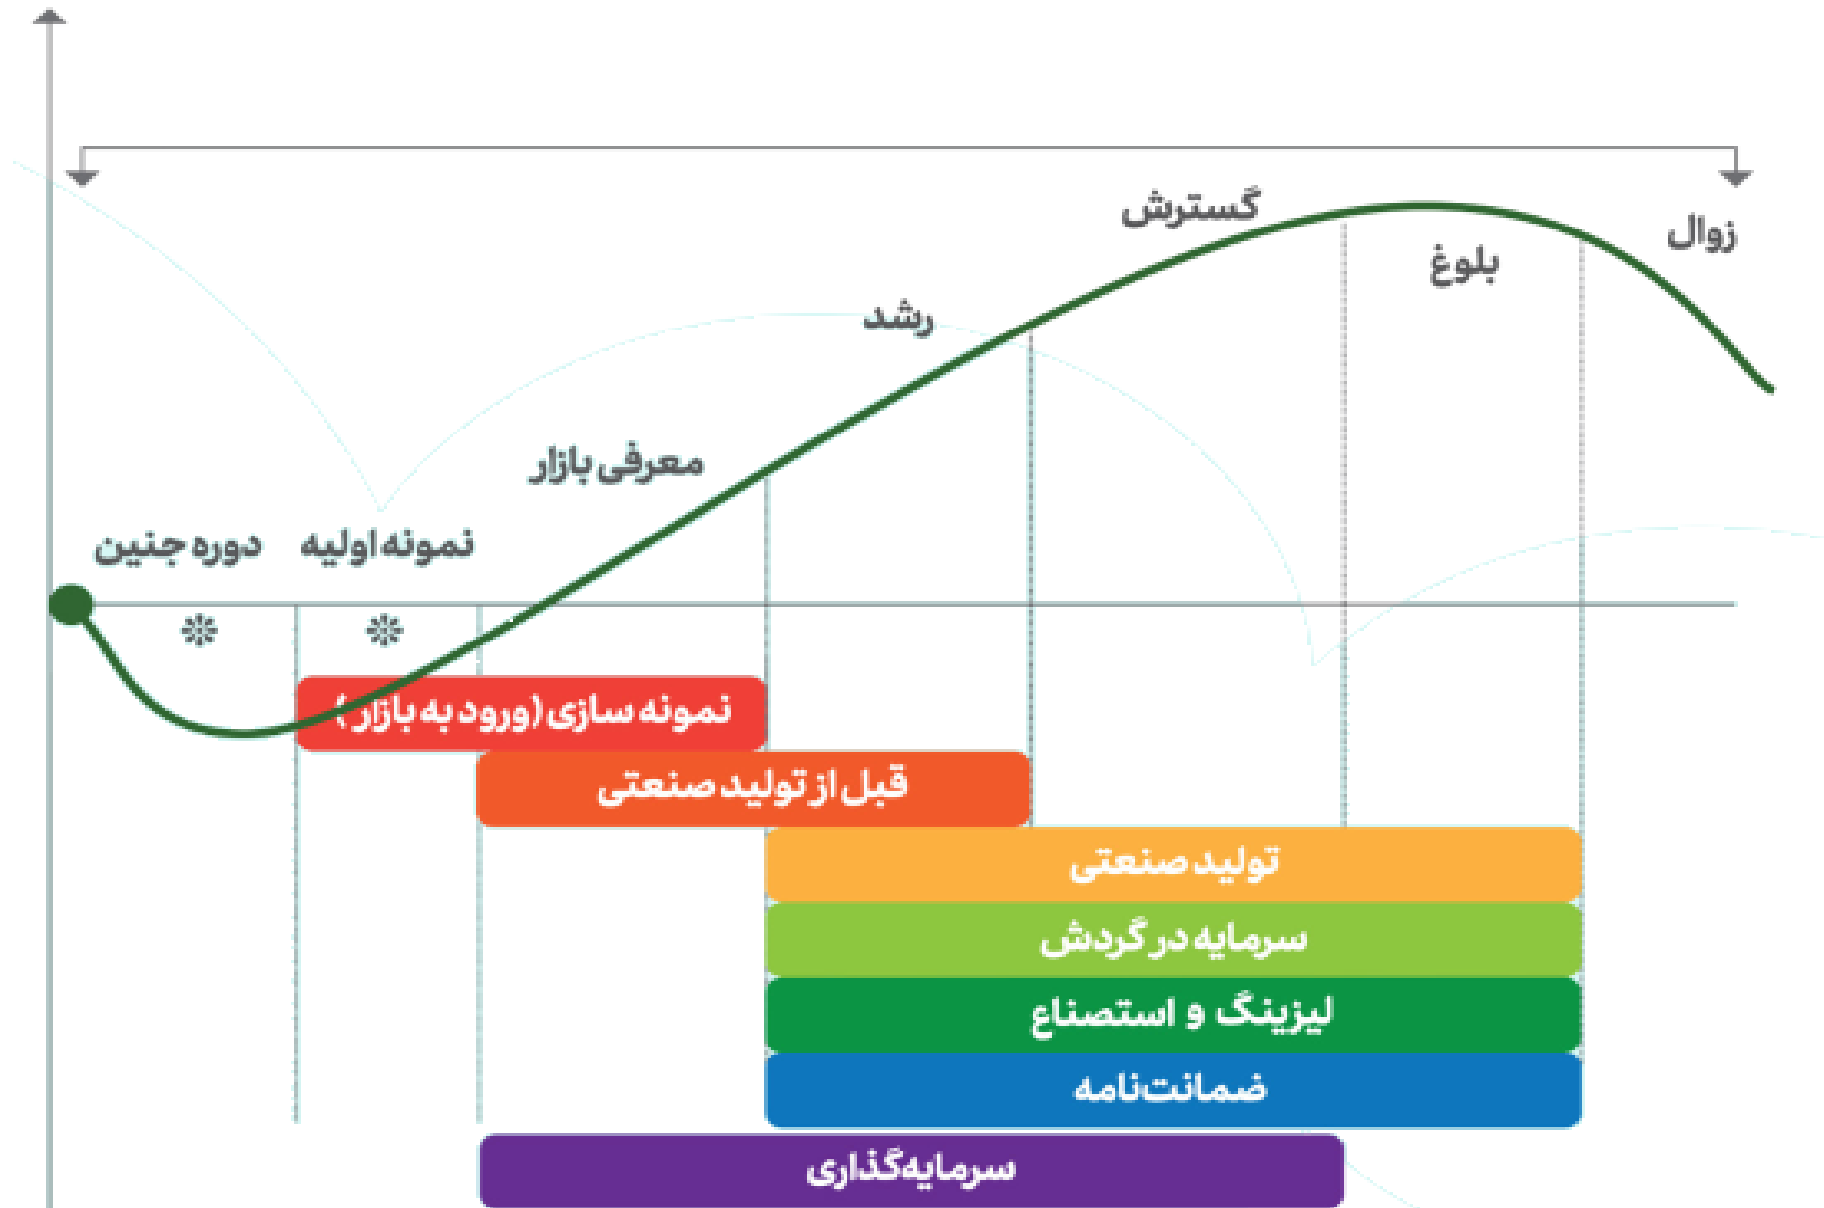 گسترش
زوال
بلوغ
رشد
معرفی بازار
نمونه اولیه
دوره جنین
نمونه سازی (ورود به بازار )
قبل از تولید صنعتی
تولید صنعتی
سرمایه در گردش
لیزینگ و استصناع
ضمانت‌نامه
سرمایه‌گذاری